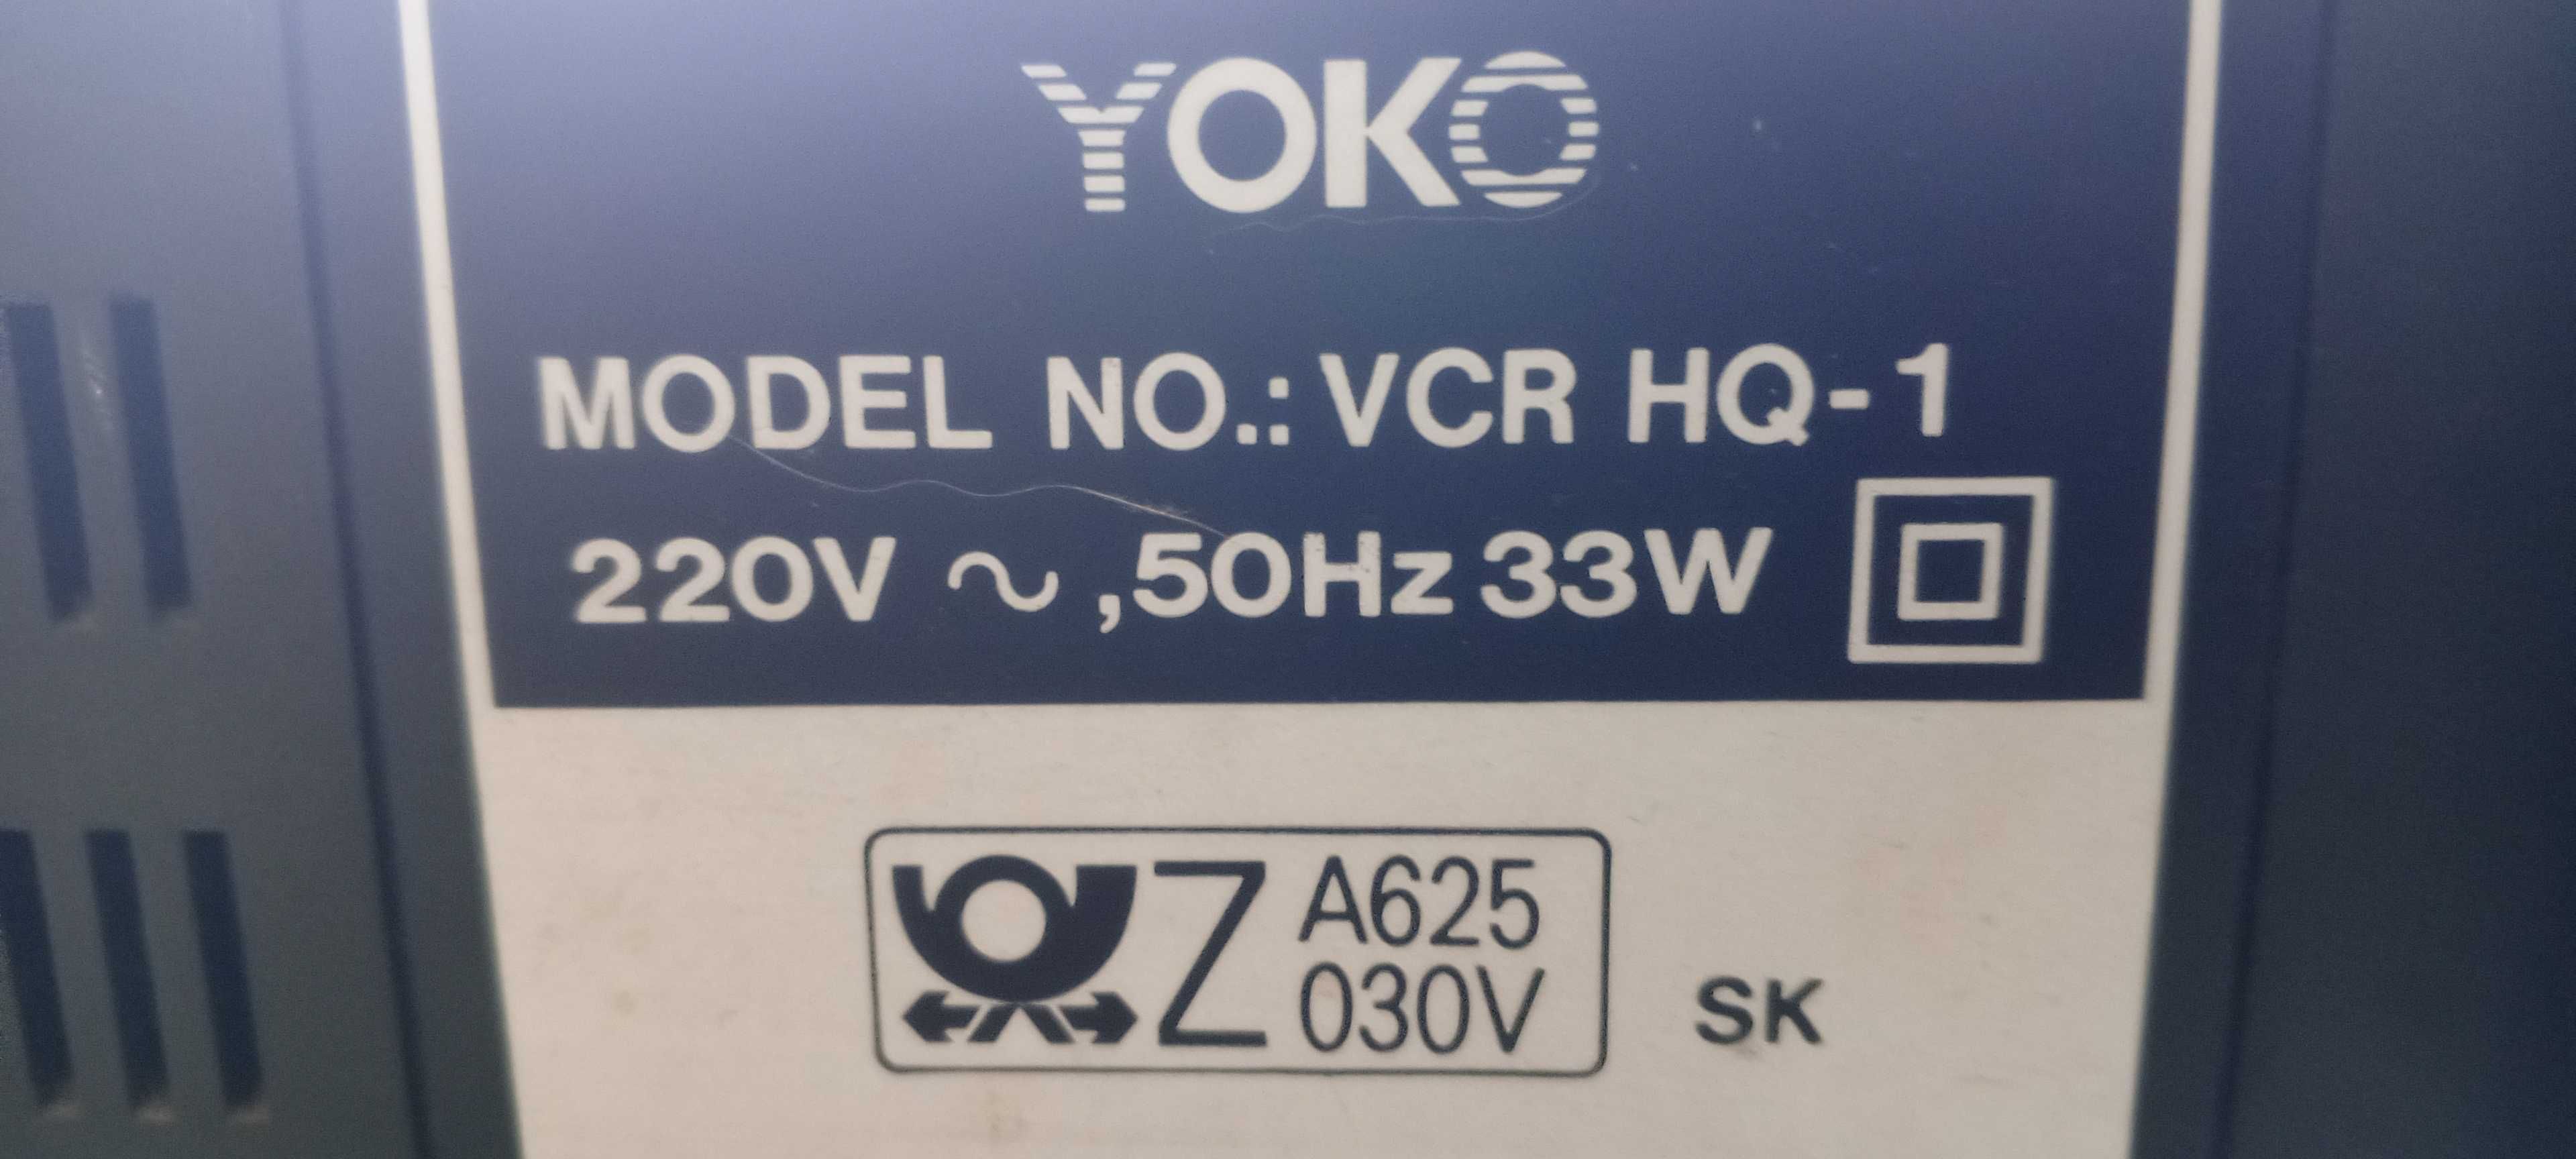 YOKO
MODEL NO.: VCR HQ-1
220V ~ ,50Hz 33W
Z A625
030V
SK